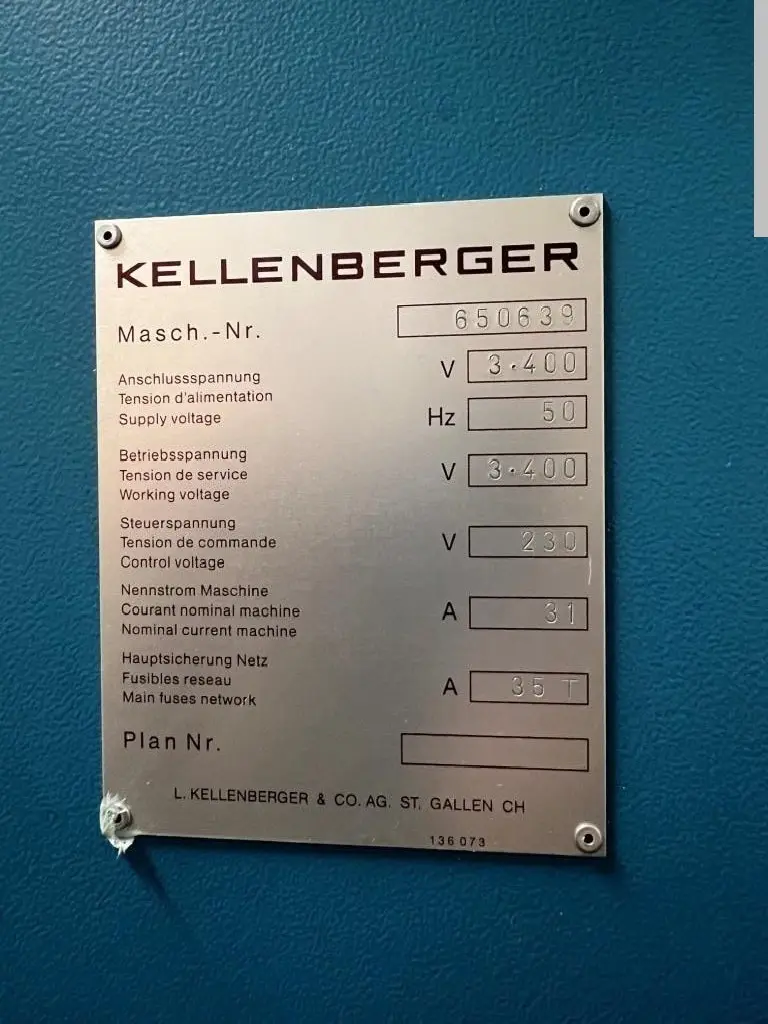 KELLENBERGER
Masch.-Nr. 650639
Anschlussspannung V 3·400
Tension d'alimentation
Supply voltage Hz 50
Betriebsspannung
Tension de service V 3·400
Working voltage
Steuerspannung
Tension de commande V 230
Control voltage
Nennstrom Maschine
Courant nominal machine A 31
Nominal current machine
Hauptsicherung Netz
Fusibles reseau A 35 T
Main fuses network
Plan Nr.
L. KELLENBERGER & CO. AG. ST. GALLEN CH
136 073